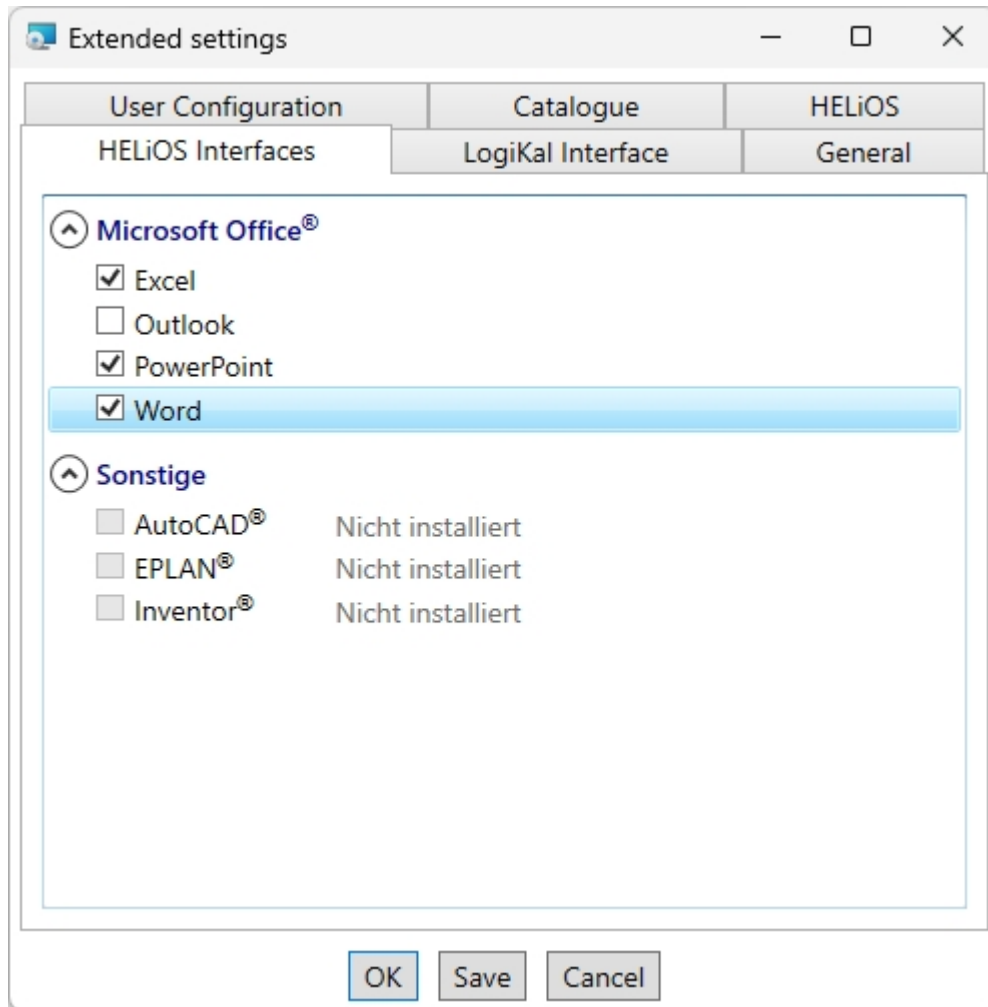 Extended settings
User Configuration Catalogue HELiOS
HELiOS Interfaces LogiKal Interface General
Microsoft Office®
Excel
Outlook
PowerPoint
Word
Sonstige
AutoCAD® Nicht installiert
EPLAN® Nicht installiert
Inventor® Nicht installiert
OK Save Cancel